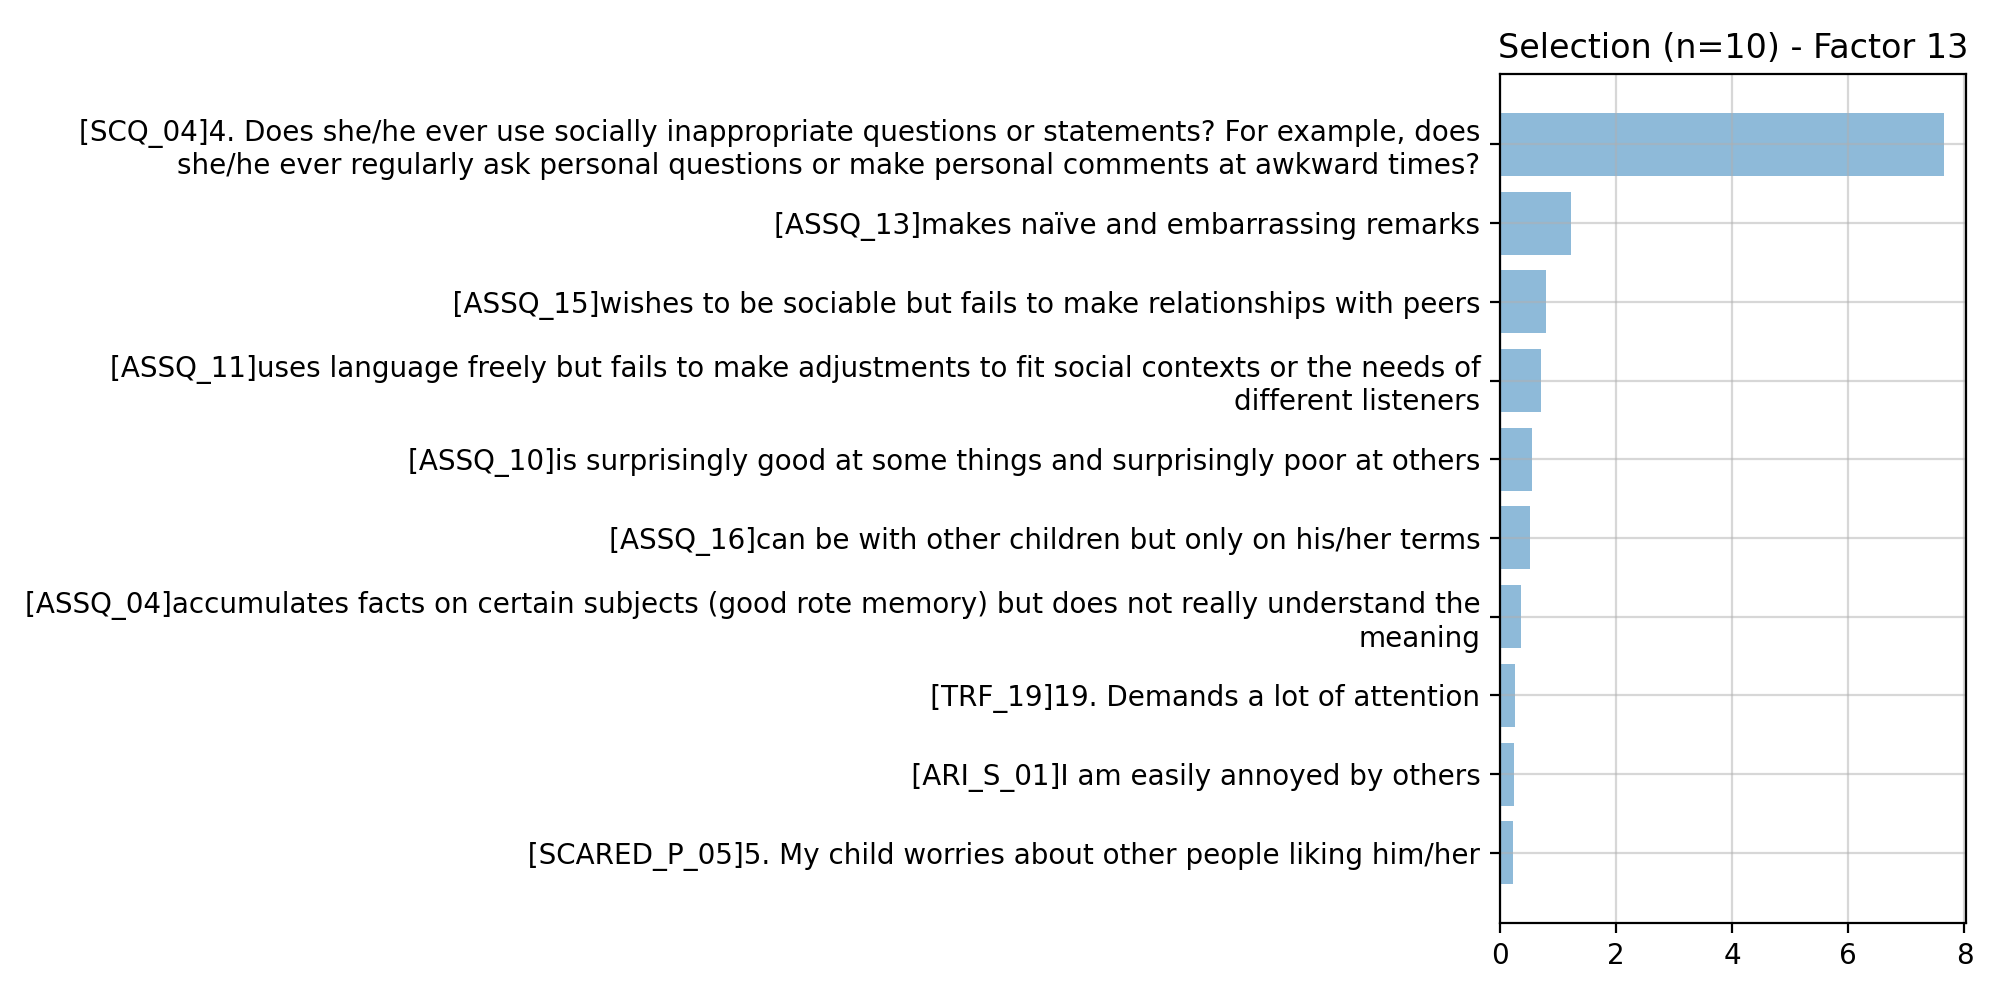 Selection (n=10) - Factor 13
[SCQ_04]4. Does she/he ever use socially inappropriate questions or statements? For example, does
she/he ever regularly ask personal questions or make personal comments at awkward times?
[ASSQ_13]makes naïve and embarrassing remarks
[ASSQ_15]wishes to be sociable but fails to make relationships with peers
[ASSQ_11]uses language freely but fails to make adjustments to fit social contexts or the needs of
different listeners
[ASSQ_10]is surprisingly good at some things and surprisingly poor at others
[ASSQ_16]can be with other children but only on his/her terms
[ASSQ_04]accumulates facts on certain subjects (good rote memory) but does not really understand the
meaning
[TRF_19]19. Demands a lot of attention
[ARI_S_01]I am easily annoyed by others
[SCARED_P_05]5. My child worries about other people liking him/her
0 2 4 6 8